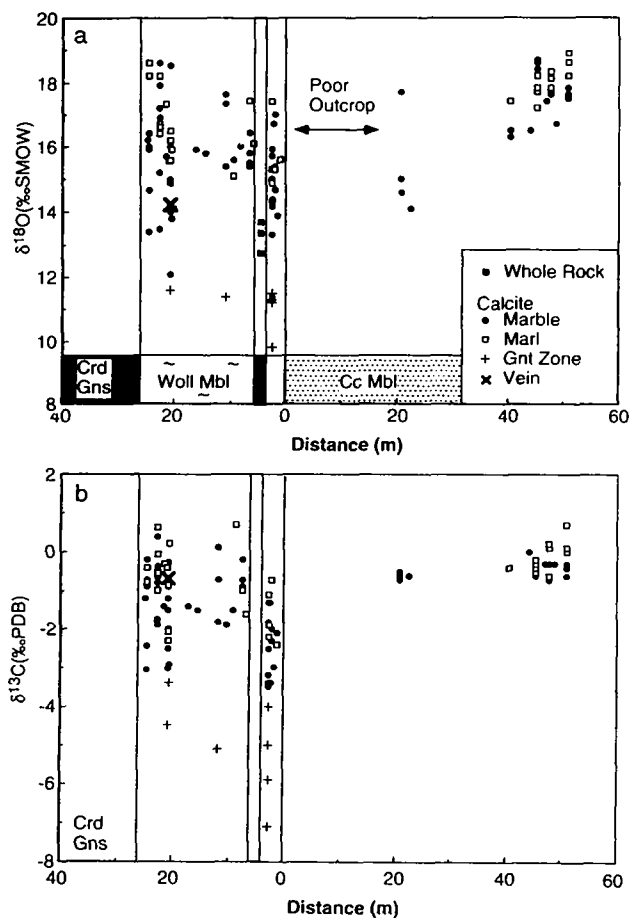 a
20
18
16
14
12
10
8
δ18O(‰SMOW)
Poor
Outcrop
Whole Rock
Calcite
Marble
Marl
Gnt Zone
Vein
Crd
Gns
Woll Mbl
~ ~ ~
Cc Mbl
40 20 0 20 40 60
Distance (m)
b
2
0
-2
-4
-6
-8
δ13C(‰PDB)
Crd
Gns
40 20 0 20 40 60
Distance (m)